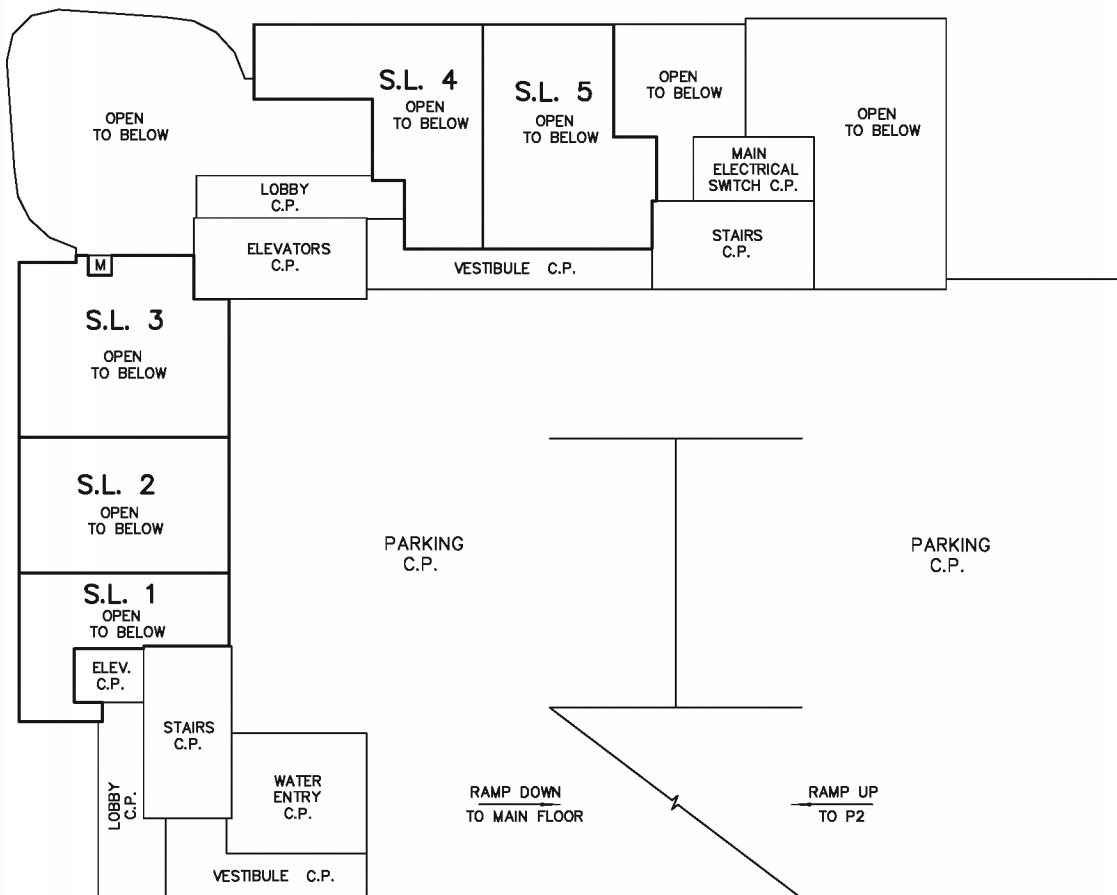 S.L. 4
OPEN
TO BELOW
S.L. 5
OPEN
TO BELOW
OPEN
TO BELOW
OPEN
TO BELOW
OPEN
TO BELOW
MAIN
ELECTRICAL
SWITCH C.P.
LOBBY
C.P.
ELEVATORS
C.P.
STAIRS
C.P.
VESTIBULE C.P.
M
S.L. 3
OPEN
TO BELOW
S.L. 2
OPEN
TO BELOW
PARKING
C.P.
PARKING
C.P.
S.L. 1
OPEN
TO BELOW
ELEV.
C.P.
STAIRS
C.P.
LOBBY
C.P.
WATER
ENTRY
C.P.
RAMP DOWN
TO MAIN FLOOR
RAMP UP
TO P2
VESTIBULE C.P.